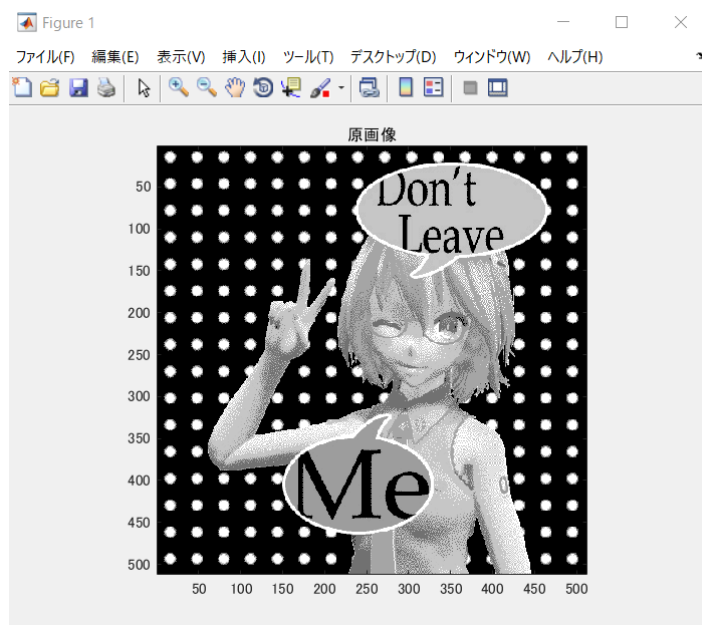 Figure 1
ファイル(F) 編集(E) 表示(V) 挿入(I) ツール(T) デスクトップ(D) ウィンドウ(W) ヘルプ(H)
原画像
Don't
Leave
Me
0
50
100
150
200
250
300
350
400
450
500
50 100 150 200 250 300 350 400 450 500